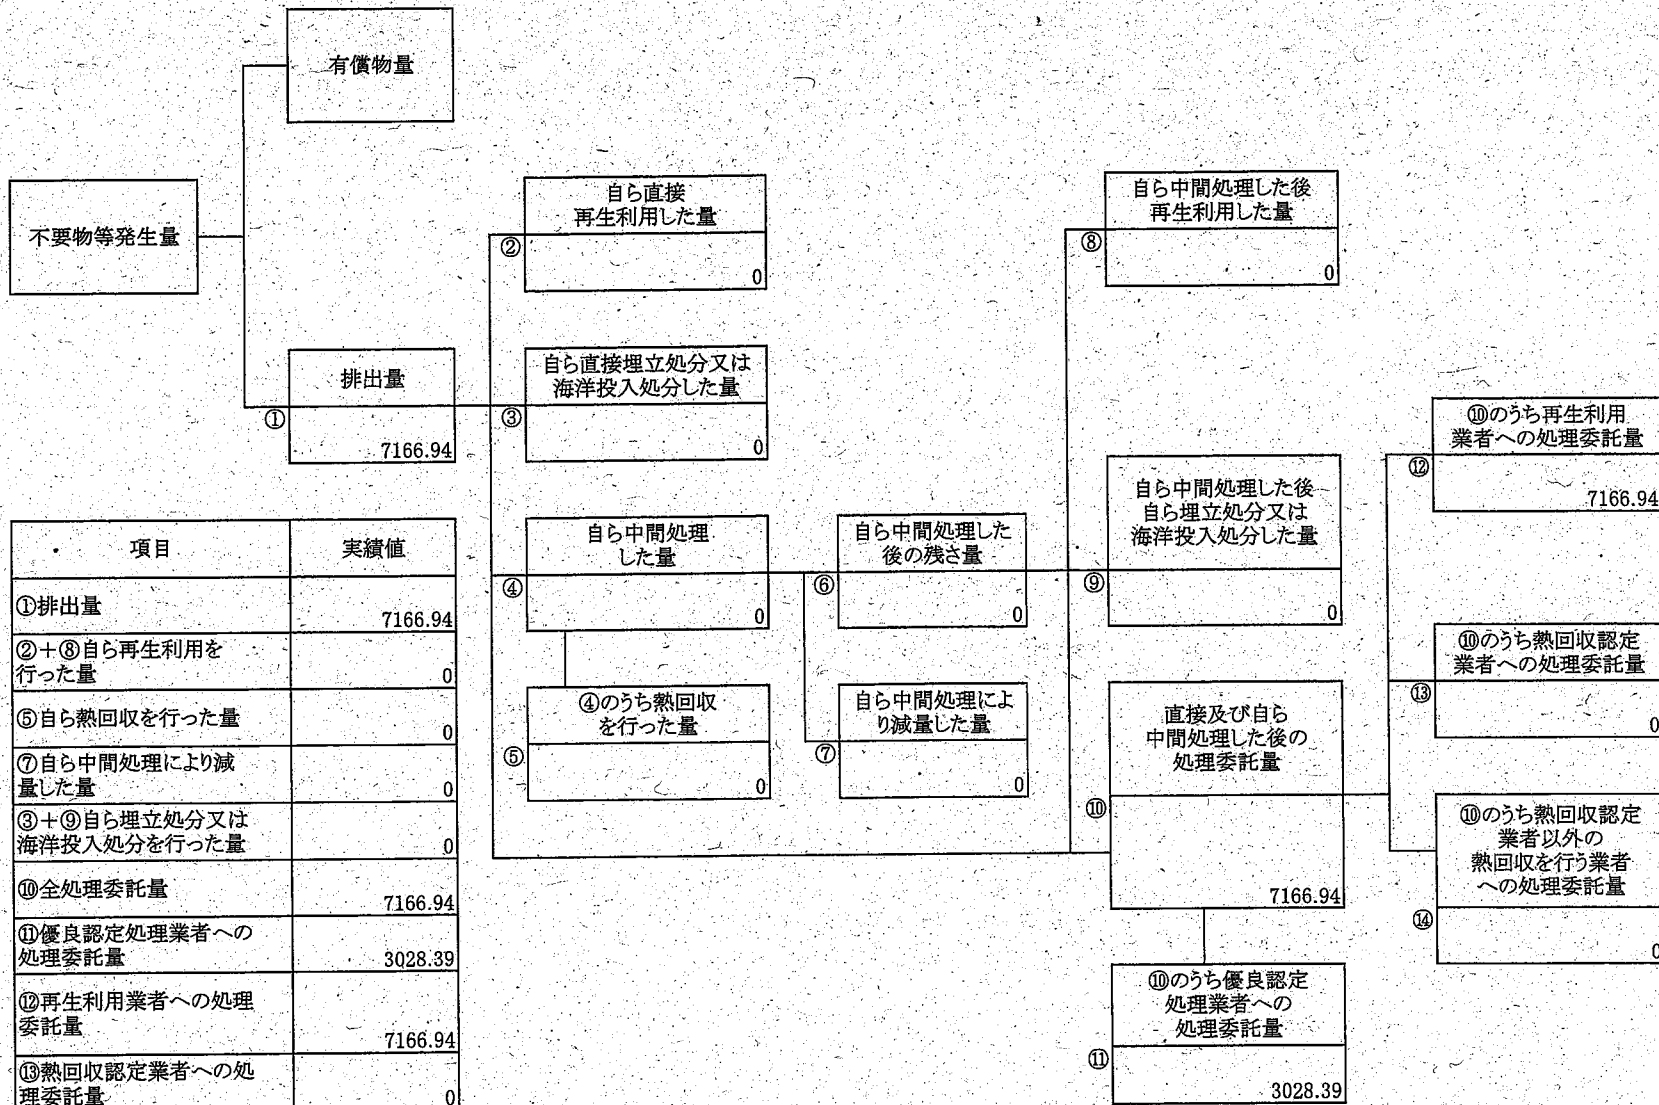 有償物量
不要物等発生量
排出量
①
7166.94
自ら直接
再生利用した量
②
0
自ら直接埋立処分又は
海洋投入処分した量
③
0
自ら中間処理
した量
④
0
④のうち熱回収
を行った量
⑤
0
自ら中間処理した
後の残さ量
⑥
0
自ら中間処理によ
り減量した量
⑦
0
自ら中間処理した後
再生利用した量
⑧
0
自ら中間処理した後
自ら埋立処分又は
海洋投入処分した量
⑨
0
直接及び自ら
中間処理した後の
処理委託量
⑩
7166.94
⑩のうち優良認定
処理業者への
処理委託量
⑪
3028.39
⑩のうち再生利用
業者への処理委託量
⑫
7166.94
⑩のうち熱回収認定
業者への処理委託量
⑬
0
⑩のうち熱回収認定
業者以外の
熱回収を行う業者
への処理委託量
⑭
0
項目 実績値
①排出量
7166.94
②+⑧自ら再生利用を
行った量
0
⑤自ら熱回収を行った量
0
⑦自ら中間処理により減
量した量
0
③+⑨自ら埋立処分又は
海洋投入処分を行った量
0
⑩全処理委託量
7166.94
⑪優良認定処理業者への
処理委託量
3028.39
⑫再生利用業者への処理
委託量
7166.94
⑬熱回収認定業者への処
理委託量
0